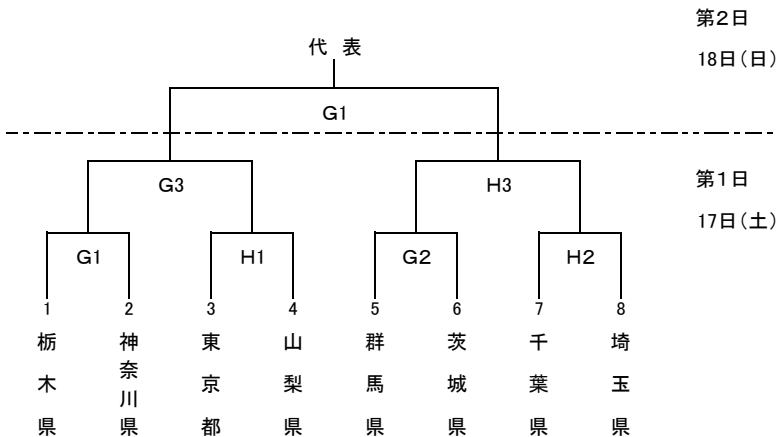 第2日
18日(日)
代 表
G1
第1日
17日(土)
G3
H3
G1
H1
G2
H2
1
2
3
4
5
6
7
8
栃木県
神奈川県
東京都
山梨県
群馬県
茨城県
千葉県
埼玉県